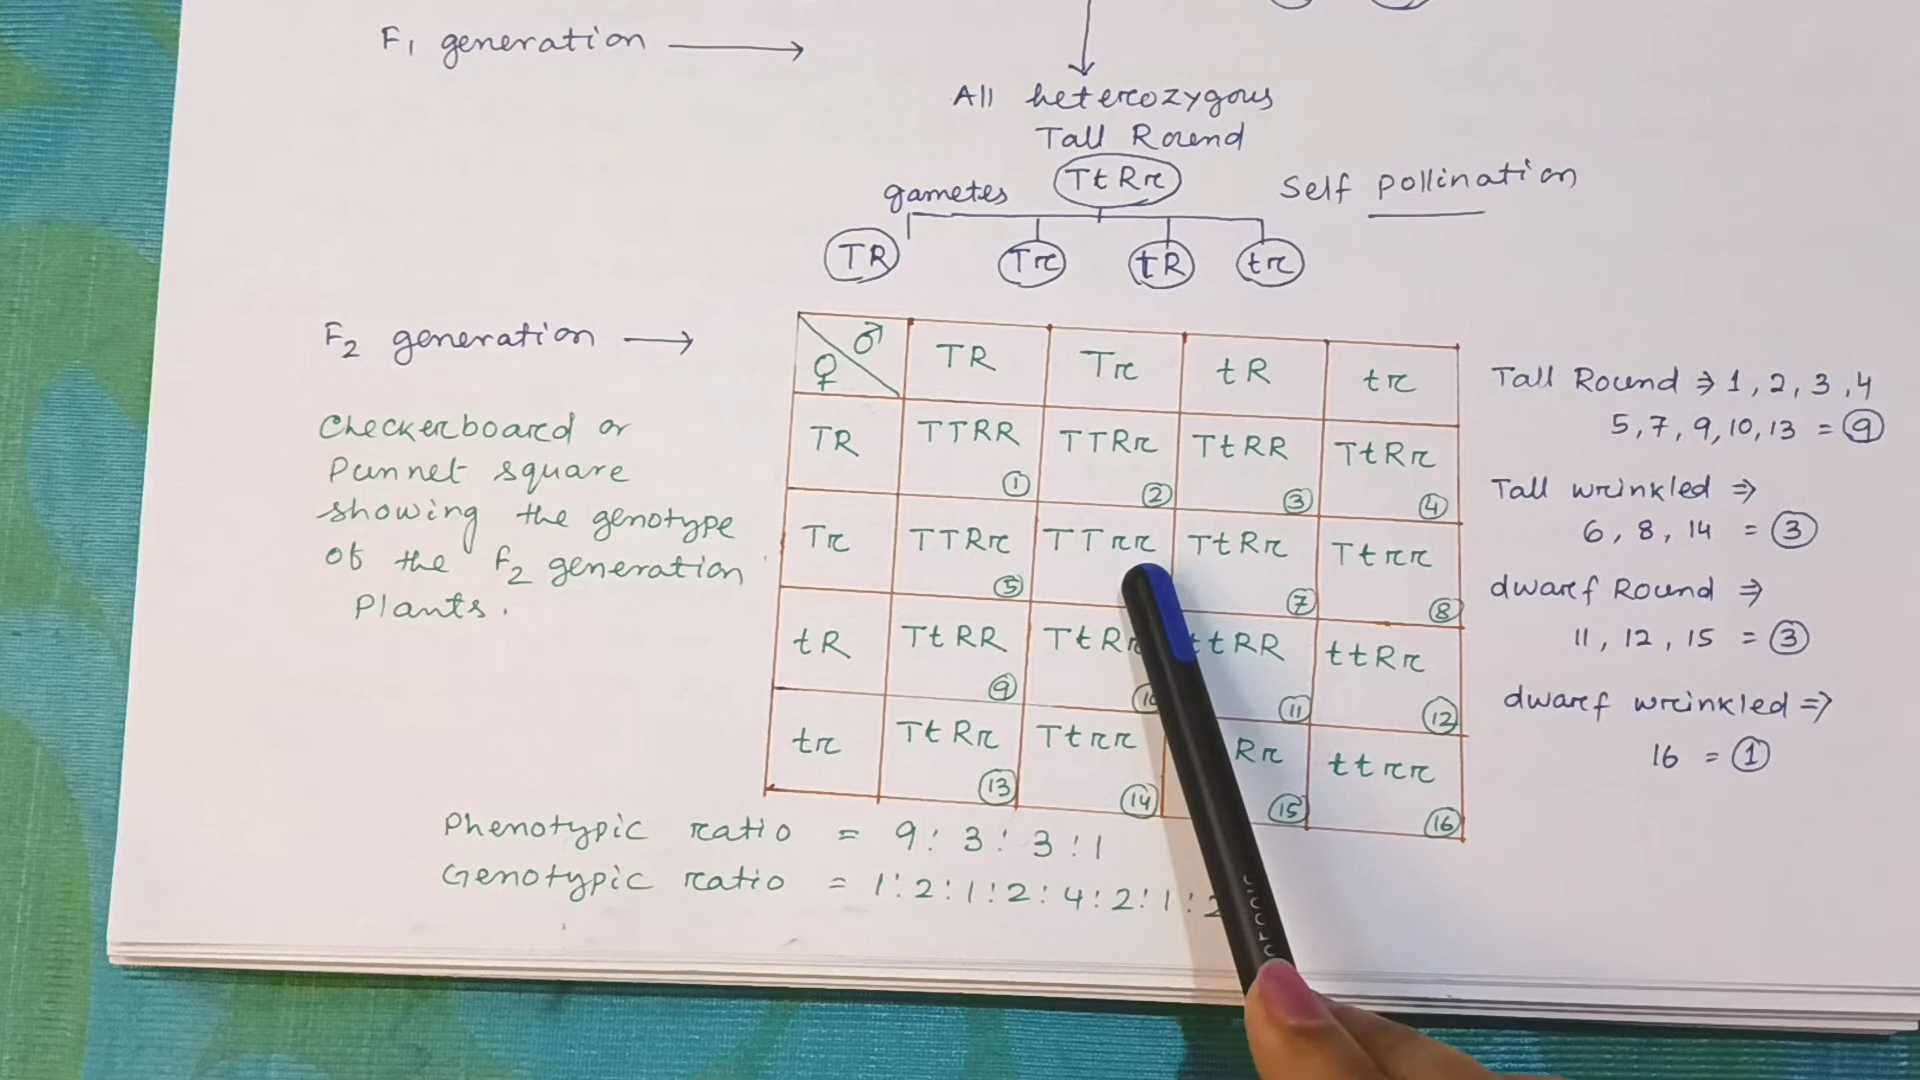 F1 generation →
All heterozygous
Tall Round
gametes TtRr Self pollination
TR Tr tR tr
F2 generation →
Checkerboard or
Punnet square
showing the genotype
of the F2 generation
Plants.
♀ ♂ TR Tr tR tr
TR TTRR 1 TTRr 2 TtRR 3 TtRr 4
Tr TTRr 5 TTrr TtRr 7 Ttrr 8
tR TtRR 9 TtRr 10 ttRR 11 ttRr 12
tr TtRr 13 Ttrr 14 Rr 15 ttrr 16
Tall Round ⇒ 1, 2, 3, 4
5, 7, 9, 10, 13 = 9
Tall wrinkled ⇒
6, 8, 14 = 3
dwarf Round ⇒
11, 12, 15 = 3
dwarf wrinkled ⇒
16 = 1
Phenotypic ratio = 9 : 3 : 3 : 1
Genotypic ratio = 1 : 2 : 1 : 2 : 4 : 2 : 1 : 2